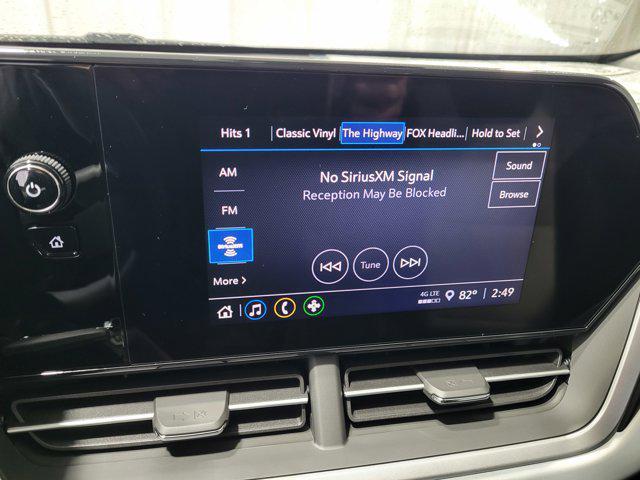 Hits 1 Classic Vinyl The Highway FOX Headli... Hold to Set
AM
No SiriusXM Signal
Sound
Reception May Be Blocked
Browse
FM
SiriusXM
Tune
More
4G LTE 82° 2:49